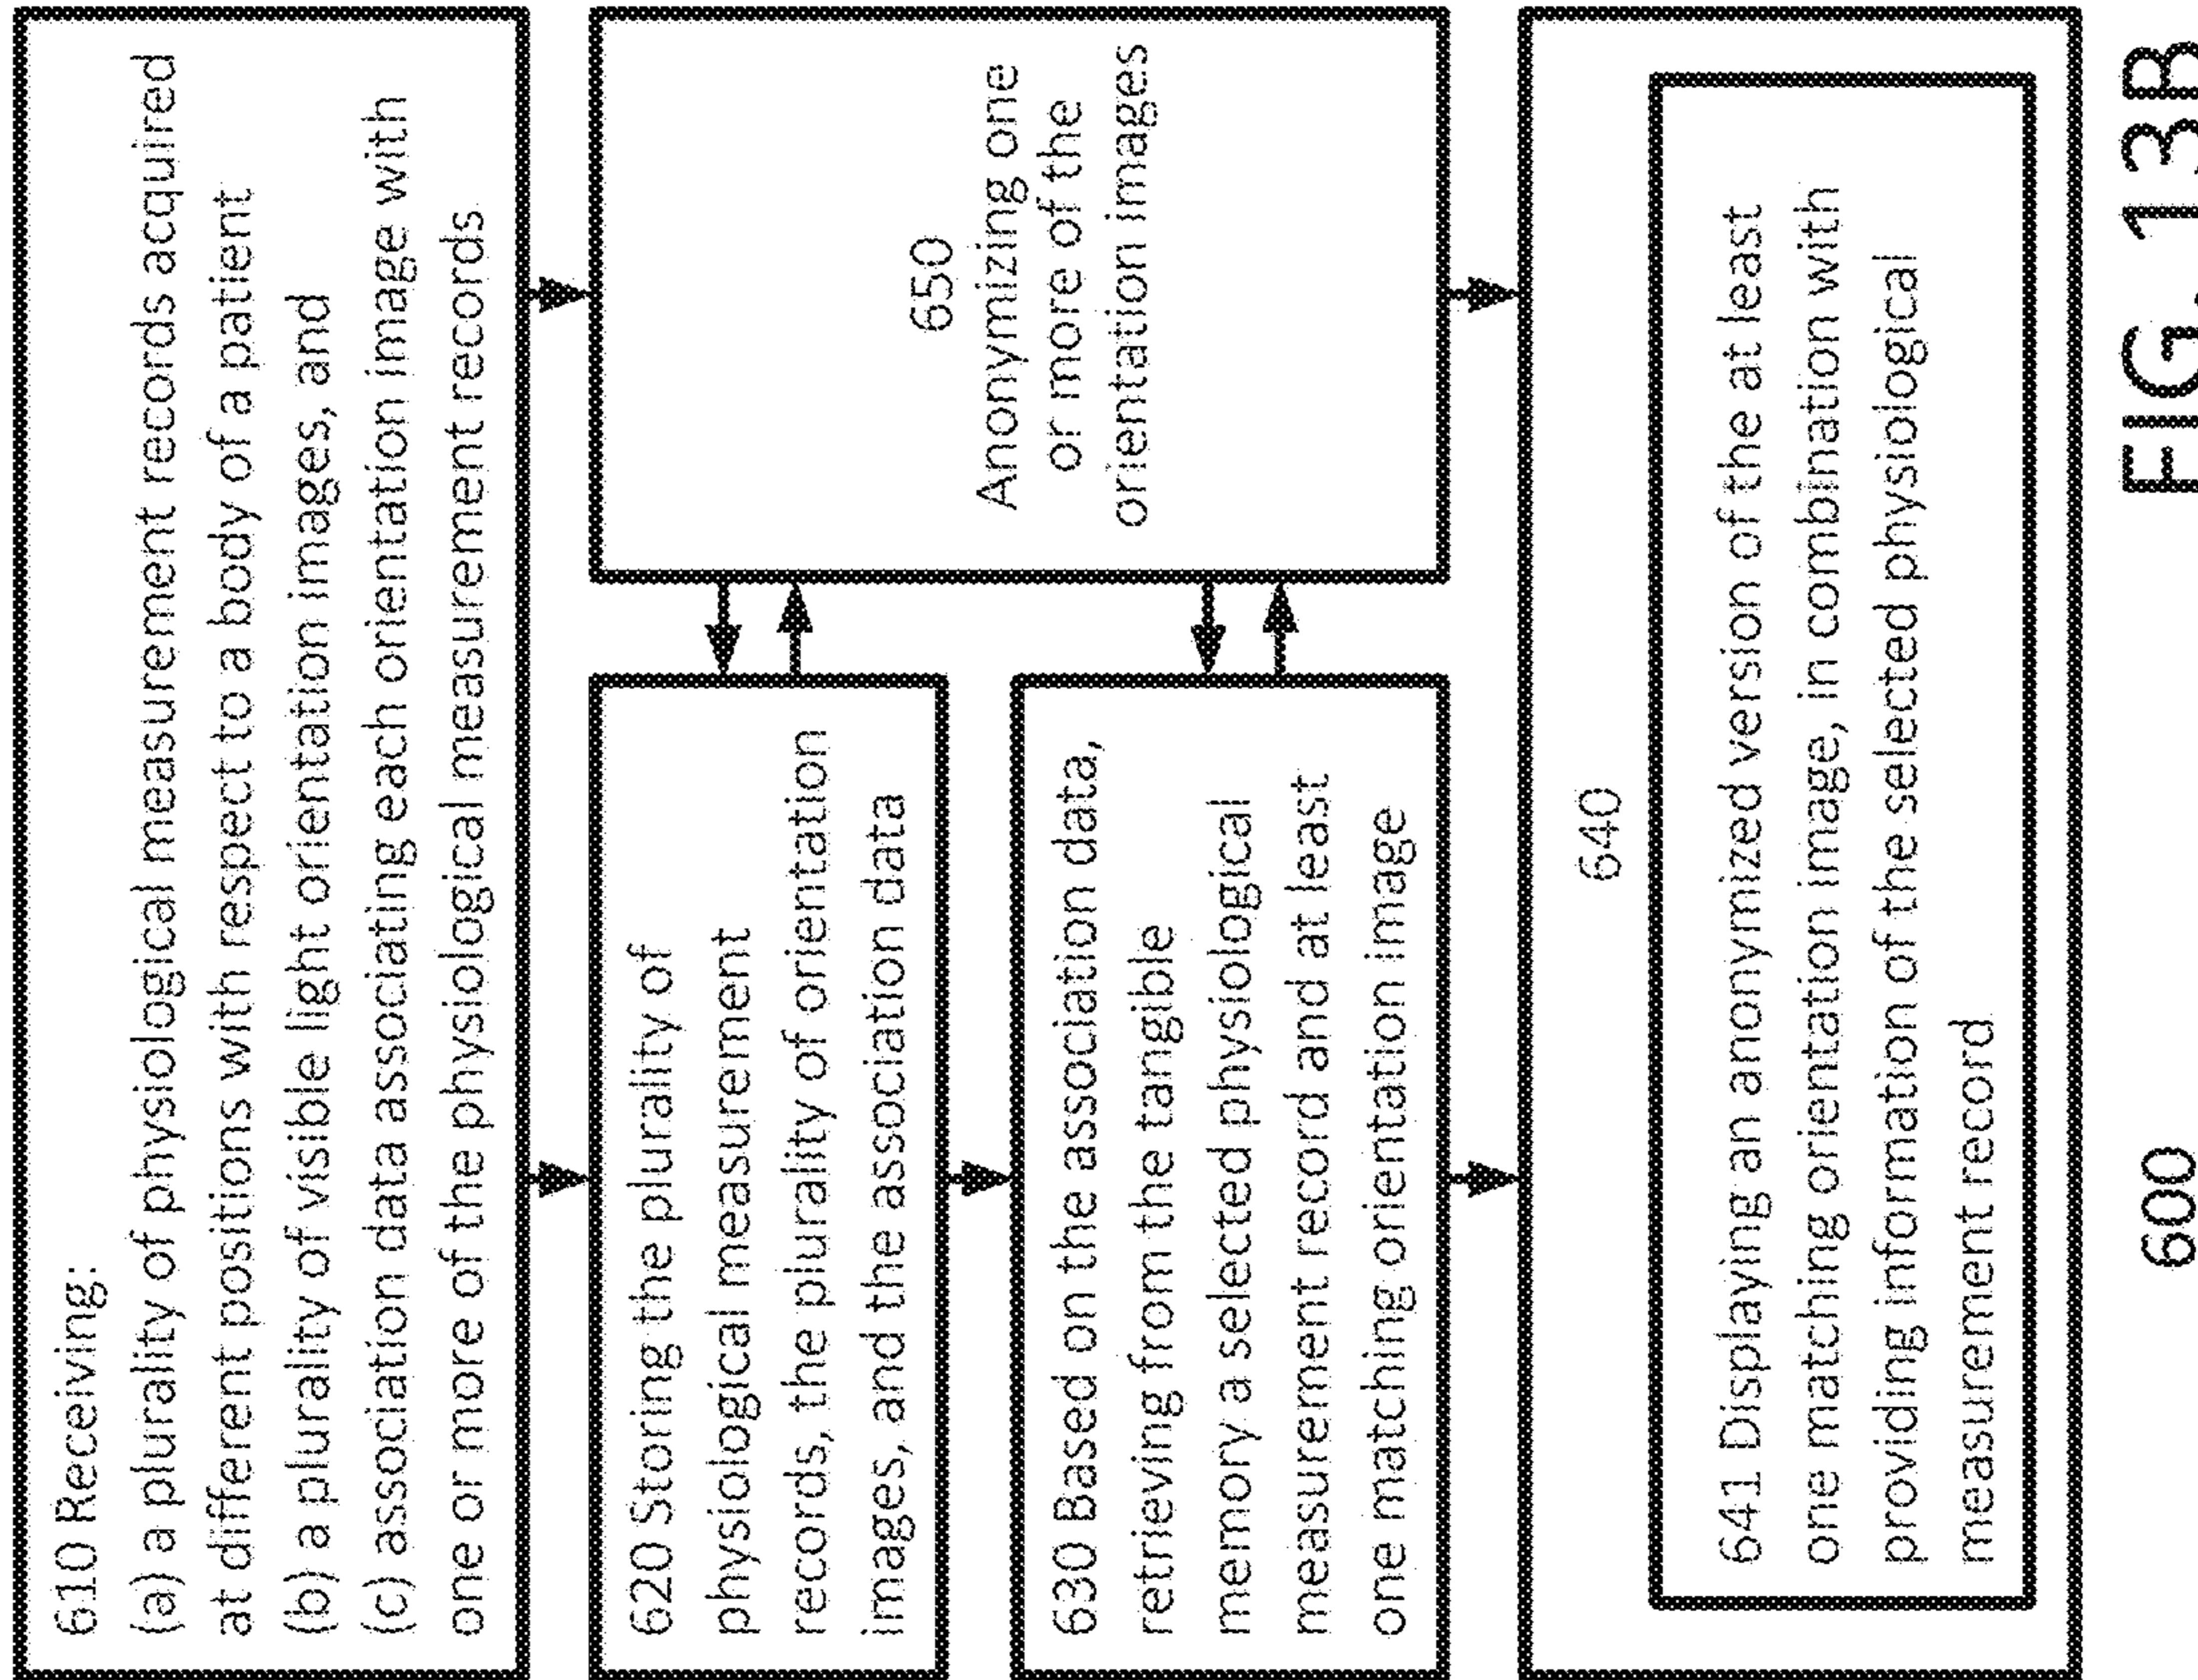 610 Receiving:
(a) a plurality of physiological measurement records acquired
at different positions with respect to a body of a patient
(b) a plurality of visible light orientation images, and
(c) association data associating each orientation image with
one or more of the physiological measurement records
620 Storing the plurality of
physiological measurement
records, the plurality of orientation
images, and the association data
650
Anonymizing one
or more of the
orientation images
630 Based on the association data,
retrieving from the tangible
memory a selected physiological
measurement record and at least
one matching orientation image
640
641 Displaying an anonymized version of the at least
one matching orientation image, in combination with
providing information of the selected physiological
measurement record
600
FIG. 13B